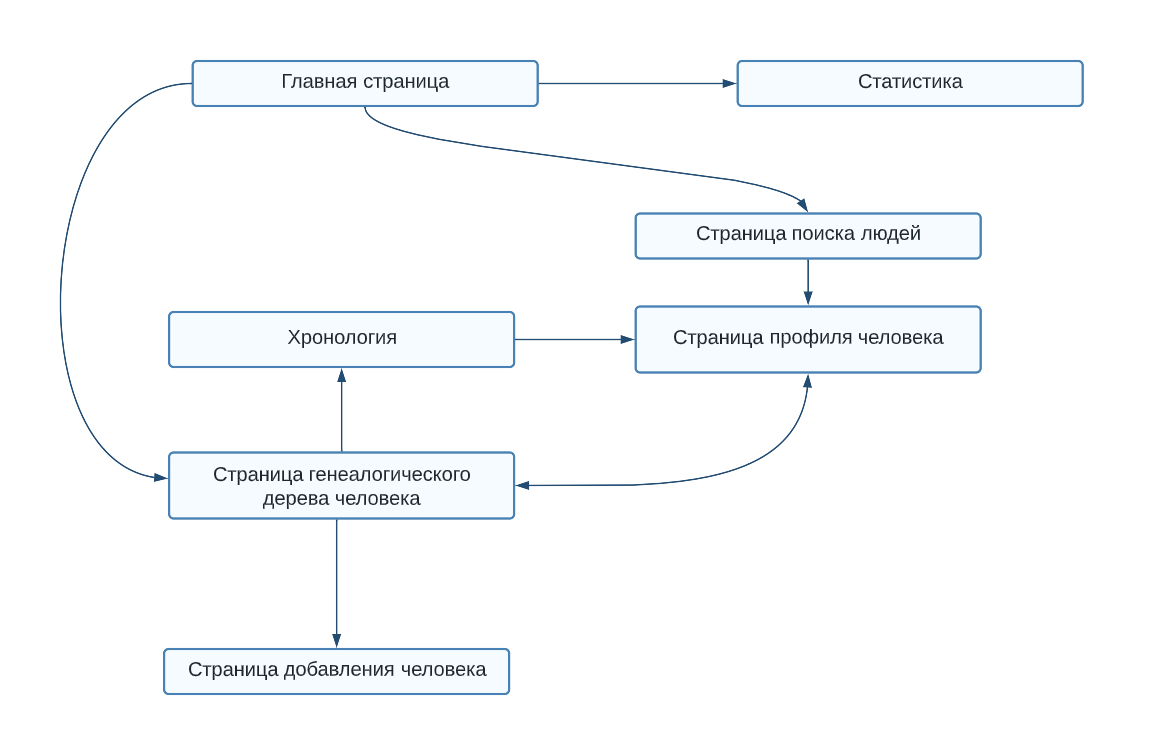 Главная страница
Статистика
Страница поиска людей
Хронология
Страница профиля человека
Страница генеалогического
дерева человека
Страница добавления человека